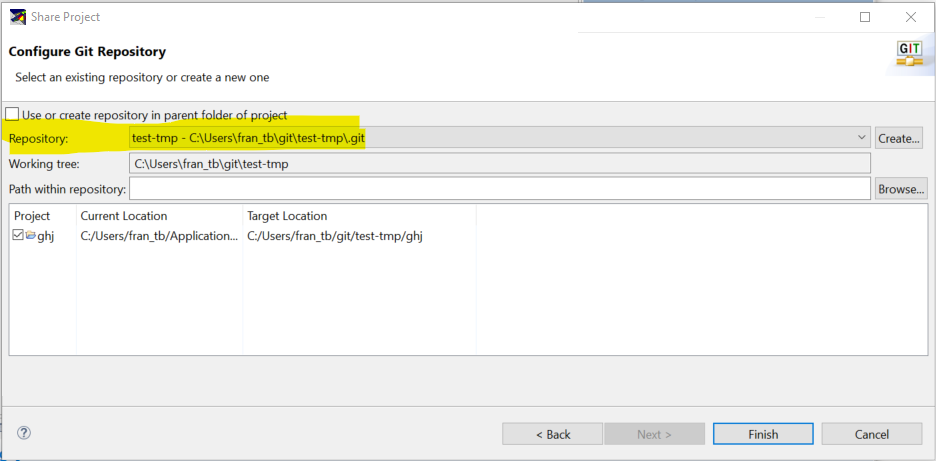 Share Project
Configure Git Repository
GIT
Select an existing repository or create a new one
Use or create repository in parent folder of project
Repository: test-tmp - C:\Users\fran_tb\git\test-tmp\.git Create...
Working tree: C:\Users\fran_tb\git\test-tmp
Path within repository: Browse...
Project Current Location Target Location
ghj C:/Users/fran_tb/Application... C:/Users/fran_tb/git/test-tmp/ghj
? < Back Next > Finish Cancel